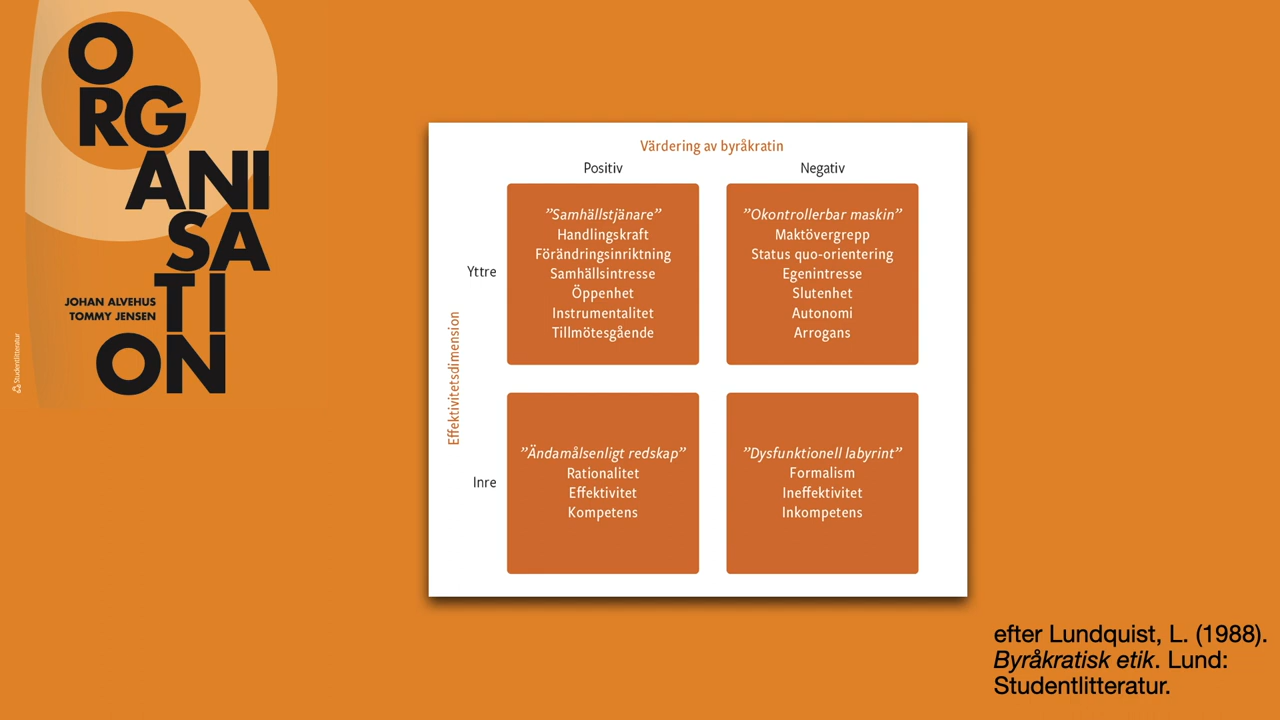 O
RG
ANI
SA
TI
ON
JOHAN ALVEHUS
TOMMY JENSEN
Studentlitteratur
Värdering av byråkratin
Positiv
Negativ
Effektivitetsdimension
Yttre
”Samhällstjänare”
Handlingskraft
Förändringsinriktning
Samhällsintresse
Öppenhet
Instrumentalitet
Tillmötesgående
”Okontrollerbar maskin”
Maktövergrepp
Status quo-orientering
Egenintresse
Slutenhet
Autonomi
Arrogans
Inre
”Ändamålsenligt redskap”
Rationalitet
Effektivitet
Kompetens
”Dysfunktionell labyrint”
Formalism
Ineffektivitet
Inkompetens
efter Lundquist, L. (1988).
Byråkratisk etik. Lund:
Studentlitteratur.